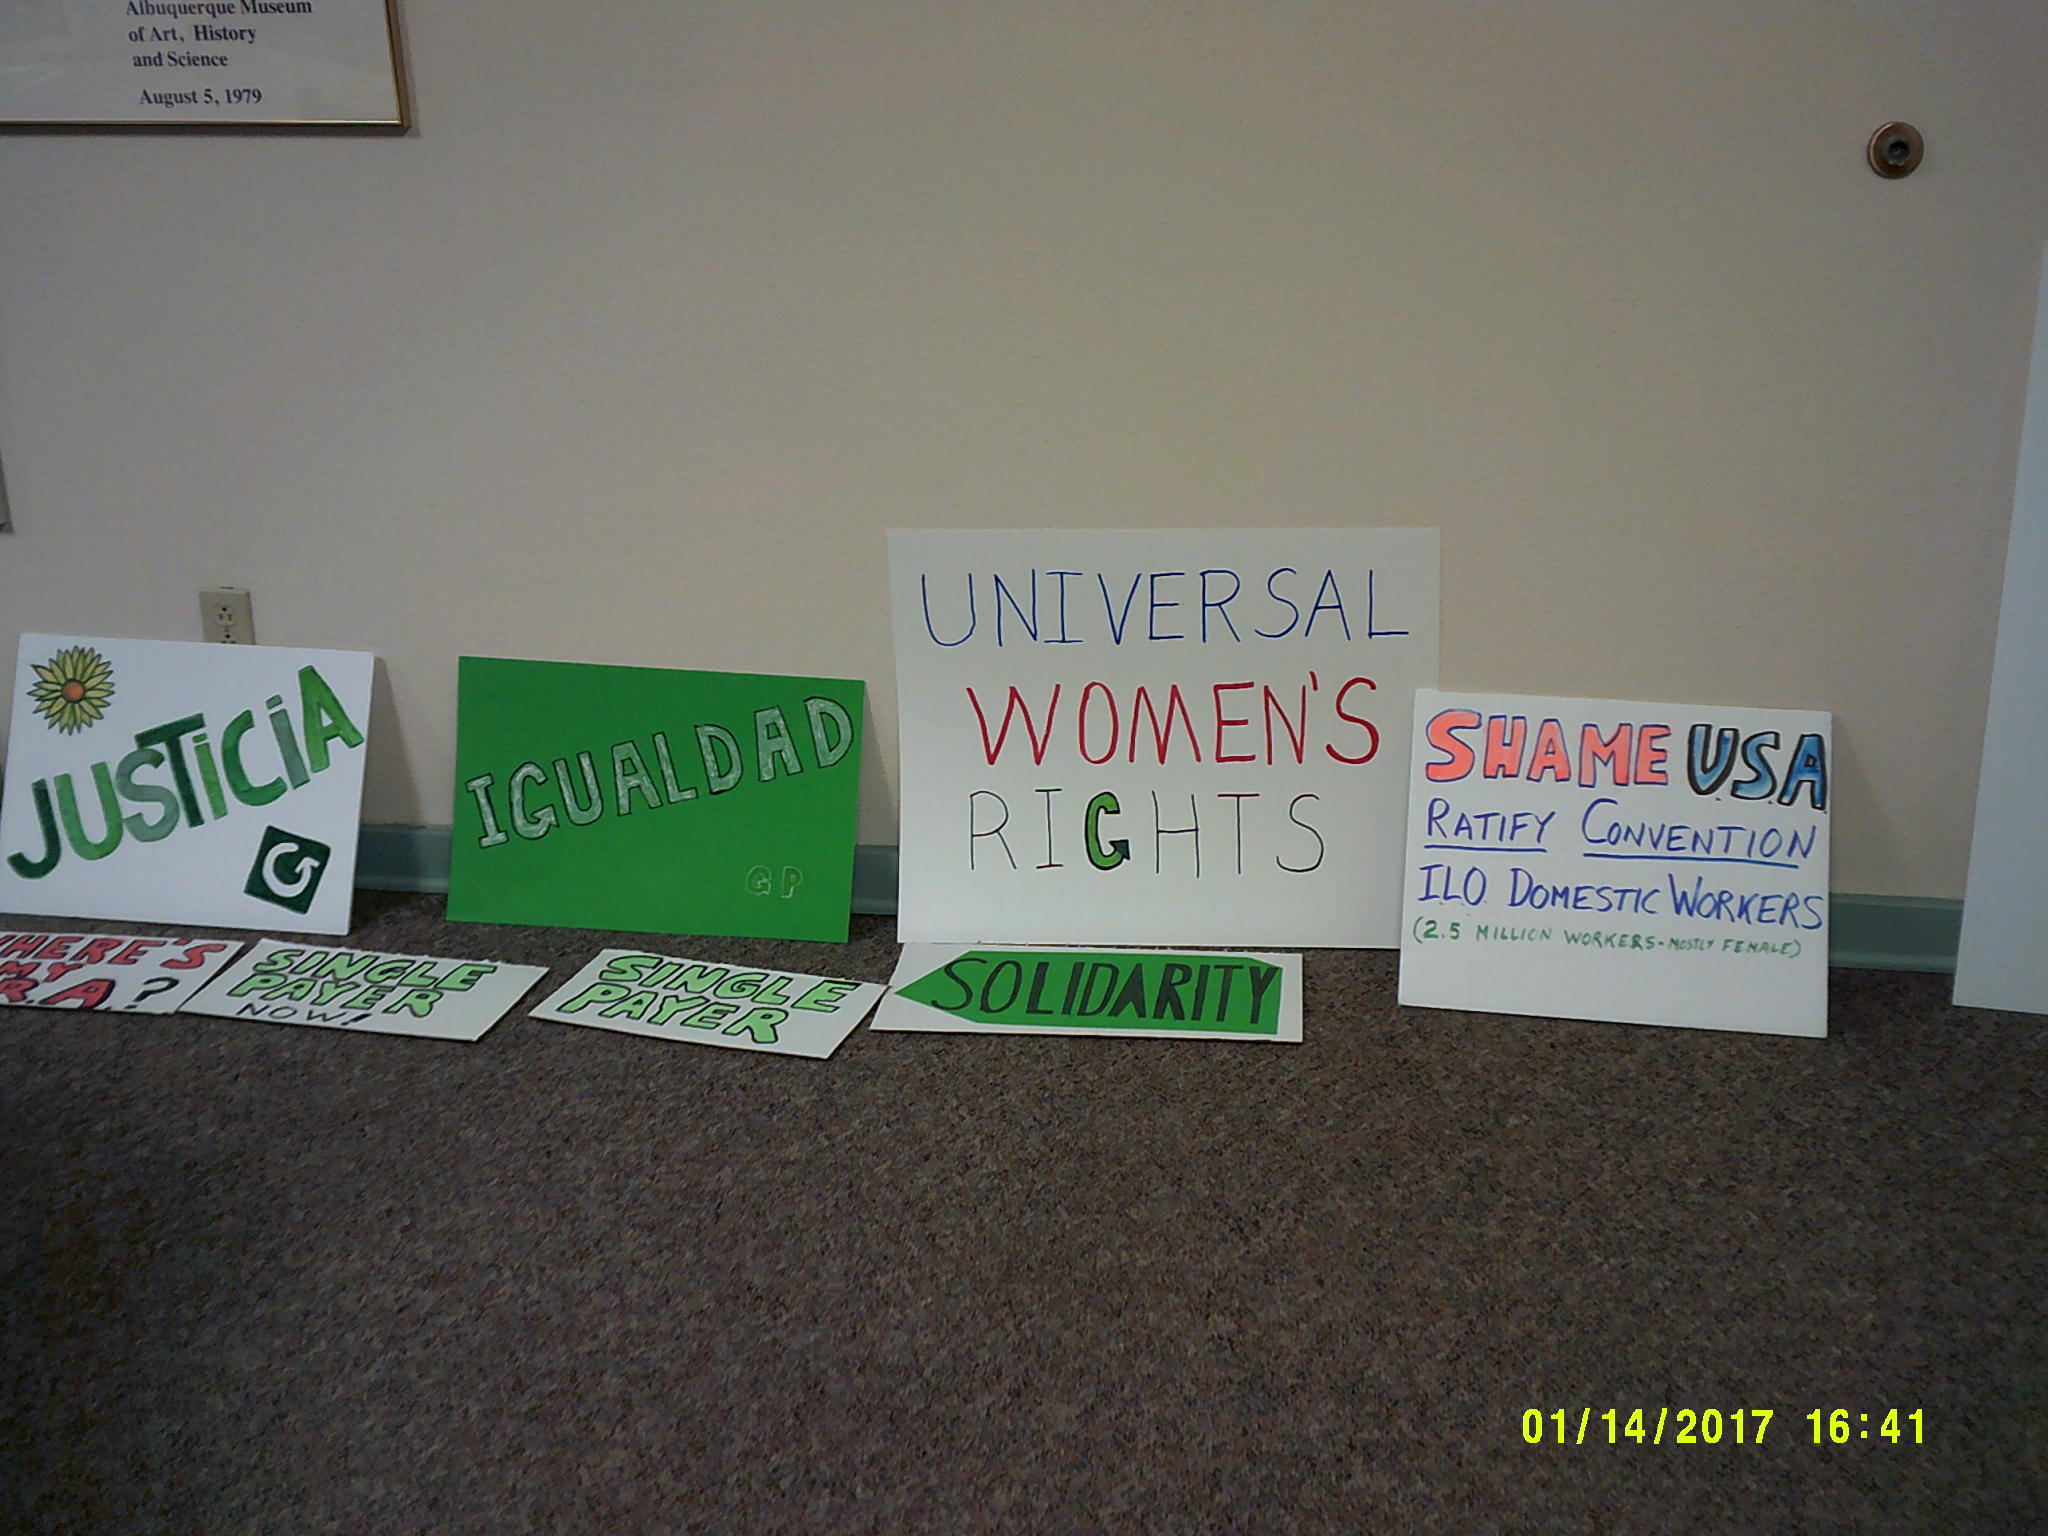 Albuquerque Museum
of Art, History
and Science
August 5, 1979
JUSTiCiA
G
IGUALDAD
GP
UNIVERSAL
WOMEN'S
RIGHTS
SHAME U.S.A
RATIFY CONVENTION
ILO DOMESTIC WORKERS
(2.5 MILLION WORKERS-MOSTLY FEMALE)
HERE'S
MY
R.A.?
SINGLE
PAYER
NOW!
SINGLE
PAYER
SOLIDARITY
01/14/2017 16:41